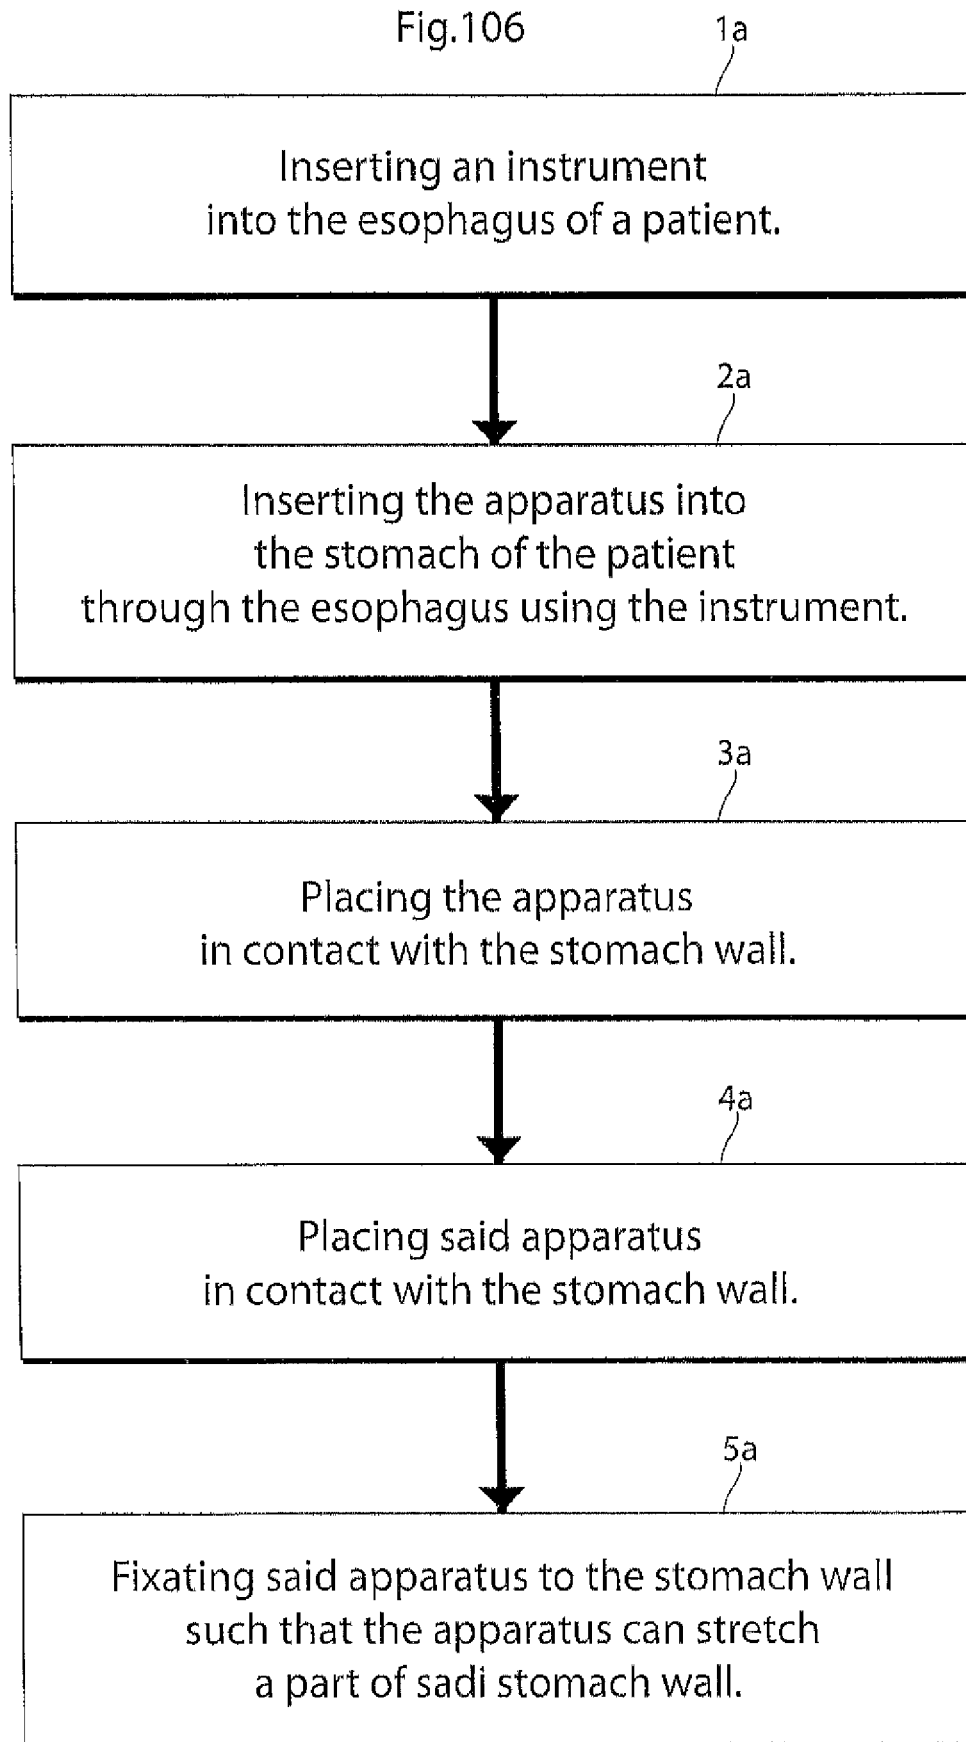 Fig.106
1a
Inserting an instrument
into the esophagus of a patient.
2a
Inserting the apparatus into
the stomach of the patient
through the esophagus using the instrument.
3a
Placing the apparatus
in contact with the stomach wall.
4a
Placing said apparatus
in contact with the stomach wall.
5a
Fixating said apparatus to the stomach wall
such that the apparatus can stretch
a part of sadi stomach wall.